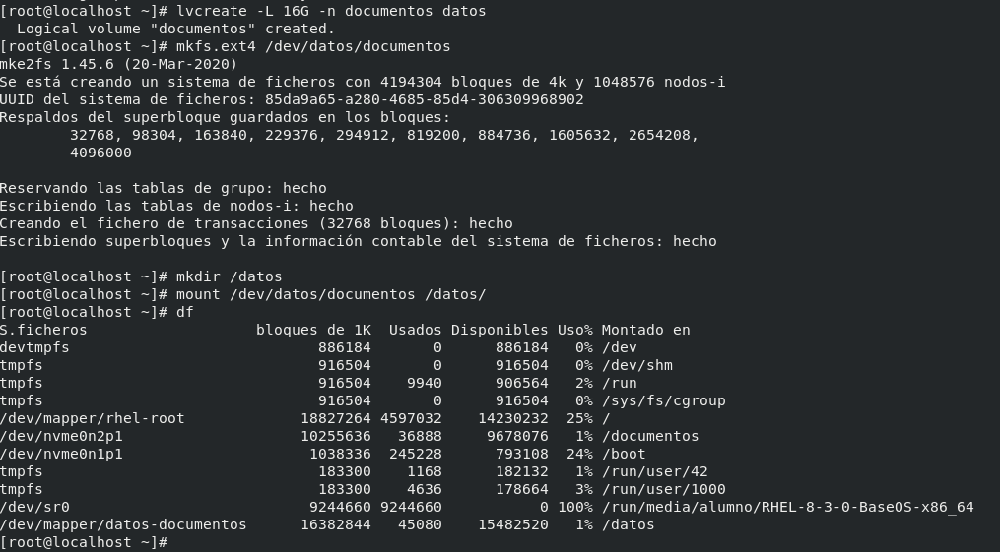 [root@localhost ~]# lvcreate -L 16G -n documentos datos
  Logical volume "documentos" created.
[root@localhost ~]# mkfs.ext4 /dev/datos/documentos
mke2fs 1.45.6 (20-Mar-2020)
Se está creando un sistema de ficheros con 4194304 bloques de 4k y 1048576 nodos-i
UUID del sistema de ficheros: 85da9a65-a280-4685-85d4-306309968902
Respaldos del superbloque guardados en los bloques:
        32768, 98304, 163840, 229376, 294912, 819200, 884736, 1605632, 2654208,
        4096000

Reservando las tablas de grupo: hecho
Escribiendo las tablas de nodos-i: hecho
Creando el fichero de transacciones (32768 bloques): hecho
Escribiendo superbloques y la información contable del sistema de ficheros: hecho

[root@localhost ~]# mkdir /datos
[root@localhost ~]# mount /dev/datos/documentos /datos/
[root@localhost ~]# df
S.ficheros                   bloques de 1K  Usados Disponibles Uso% Montado en
devtmpfs                            886184       0      886184   0% /dev
tmpfs                               916504       0      916504   0% /dev/shm
tmpfs                               916504    9940      906564   2% /run
tmpfs                               916504       0      916504   0% /sys/fs/cgroup
/dev/mapper/rhel-root             18827264 4597032    14230232  25% /
/dev/nvme0n2p1                    10255636   36888     9678076   1% /documentos
/dev/nvme0n1p1                     1038336  245228      793108  24% /boot
tmpfs                               183300    1168      182132   1% /run/user/42
tmpfs                               183300    4636      178664   3% /run/user/1000
/dev/sr0                           9244660 9244660           0 100% /run/media/alumno/RHEL-8-3-0-BaseOS-x86_64
/dev/mapper/datos-documentos      16382844   45080    15482520   1% /datos
[root@localhost ~]#